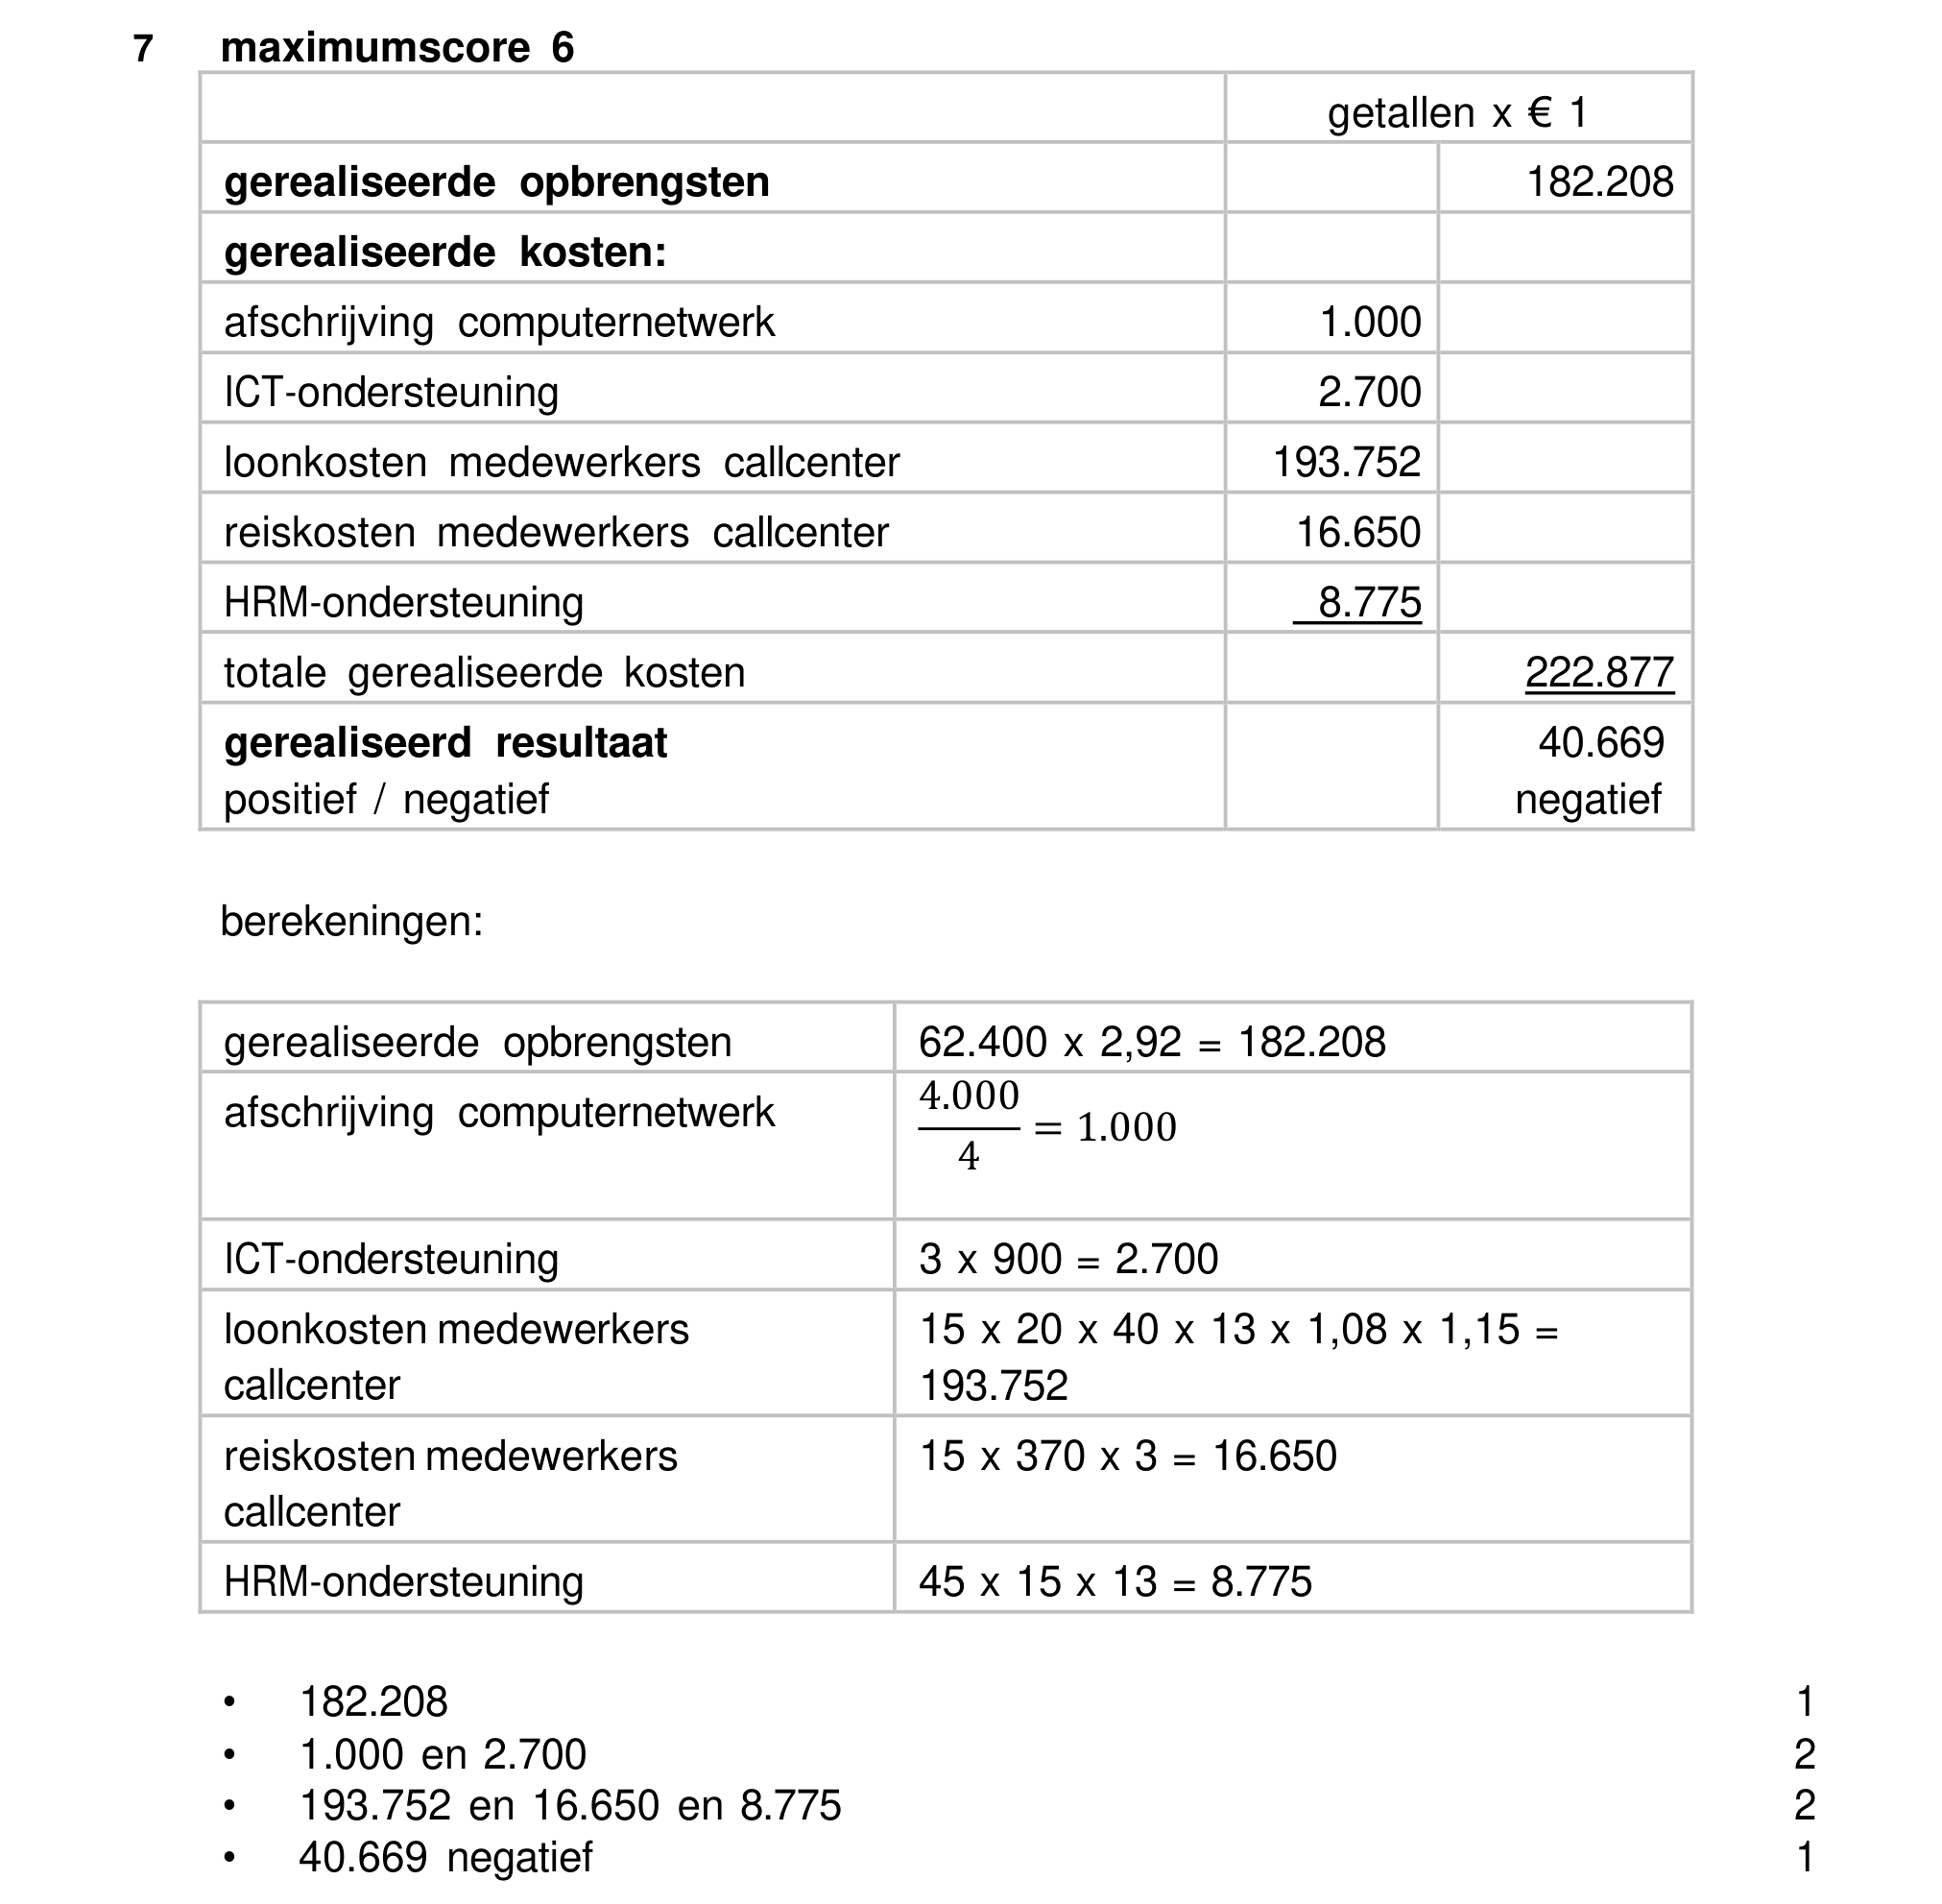 7 maximumscore 6
getallen x € 1
gerealiseerde opbrengsten 182.208
gerealiseerde kosten:
afschrijving computernetwerk 1.000
ICT-ondersteuning 2.700
loonkosten medewerkers callcenter 193.752
reiskosten medewerkers callcenter 16.650
HRM-ondersteuning 8.775
totale gerealiseerde kosten 222.877
gerealiseerd resultaat 40.669
positief / negatief negatief
berekeningen:
gerealiseerde opbrengsten 62.400 x 2,92 = 182.208
afschrijving computernetwerk 4.000/4 = 1.000
ICT-ondersteuning 3 x 900 = 2.700
loonkosten medewerkers 15 x 20 x 40 x 13 x 1,08 x 1,15 =
callcenter 193.752
reiskosten medewerkers 15 x 370 x 3 = 16.650
callcenter
HRM-ondersteuning 45 x 15 x 13 = 8.775
• 182.208 1
• 1.000 en 2.700 2
• 193.752 en 16.650 en 8.775 2
• 40.669 negatief 1